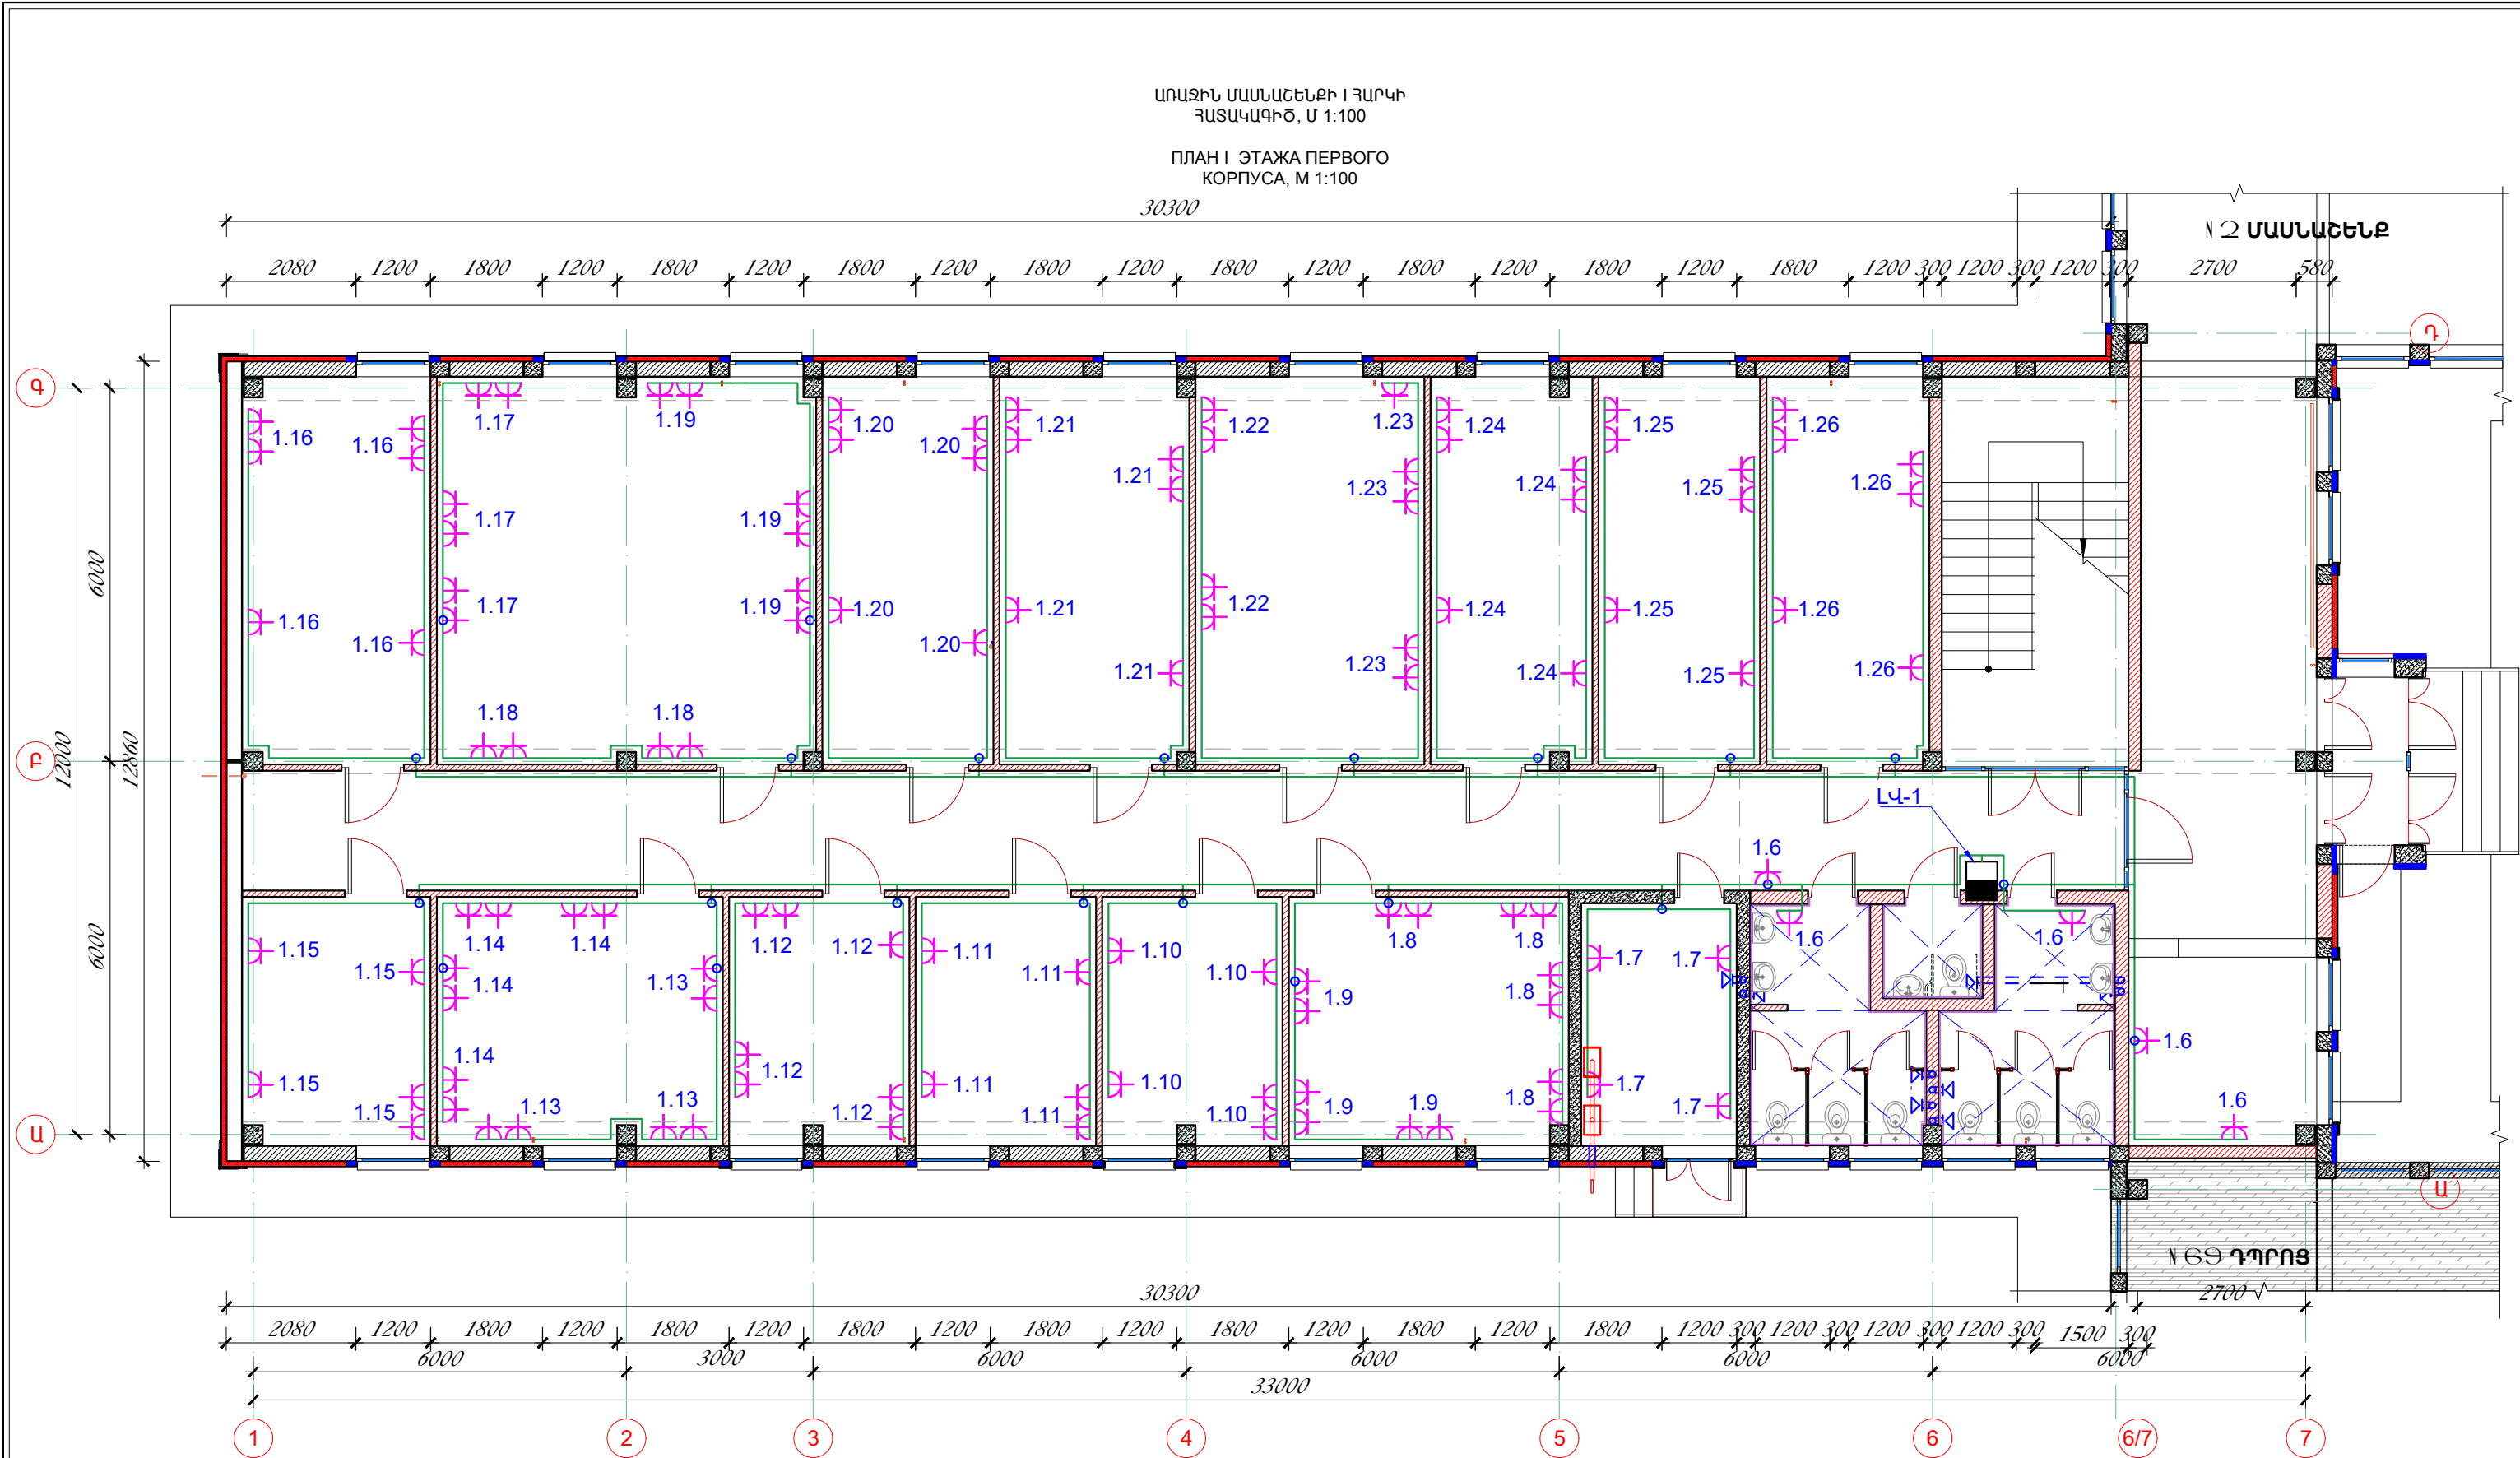 ԱՌԱՋԻՆ ՄԱՍՆԱՇԵՆՔԻ I ՀԱՐԿԻ
ՀԱՏԱԿԱԳԻԾ, Մ 1:100
ПЛАН I ЭТАЖА ПЕРВОГО
КОРПУСА, М 1:100
30300
N 2 ՄԱՍՆԱՇԵՆՔ
2080 1200 1800 1200 1800 1200 1800 1200 1800 1200 1800 1200 1800 1200 1800 1200 1800 1200 300 1200 300 1200 300 2700 580
Դ
Գ
1.17 1.19 1.23
1.16 1.16 1.20 1.20 1.21 1.22 1.24 1.25 1.26
1.21 1.23 1.24 1.25 1.26
1.17 1.19
6000
1.17 1.19 1.20 1.21 1.22 1.24 1.25 1.26
1.16 1.16 1.20 1.21 1.23 1.24 1.25 1.26
1.18 1.18
Բ
12000 12860
ԼՎ-1
1.6
6000
1.15 1.15 1.14 1.14 1.13 1.12 1.12 1.11 1.11 1.10 1.10 1.8 1.8 1.7 1.7 1.6 1.6
1.14 1.9 1.8
1.6
1.15 1.15 1.14 1.13 1.13 1.12 1.12 1.11 1.11 1.10 1.10 1.9 1.9 1.8 1.7 1.7 1.6
Ա
Ա
N 69 ԴՊՐՈՑ
30300 2700
2080 1200 1800 1200 1800 1200 1800 1200 1800 1200 1800 1200 1800 1200 1800 1200 300 1200 300 1200 300 1200 300 1500 300
6000 3000 6000 6000 6000 6000
33000
1 2 3 4 5 6 6/7 7